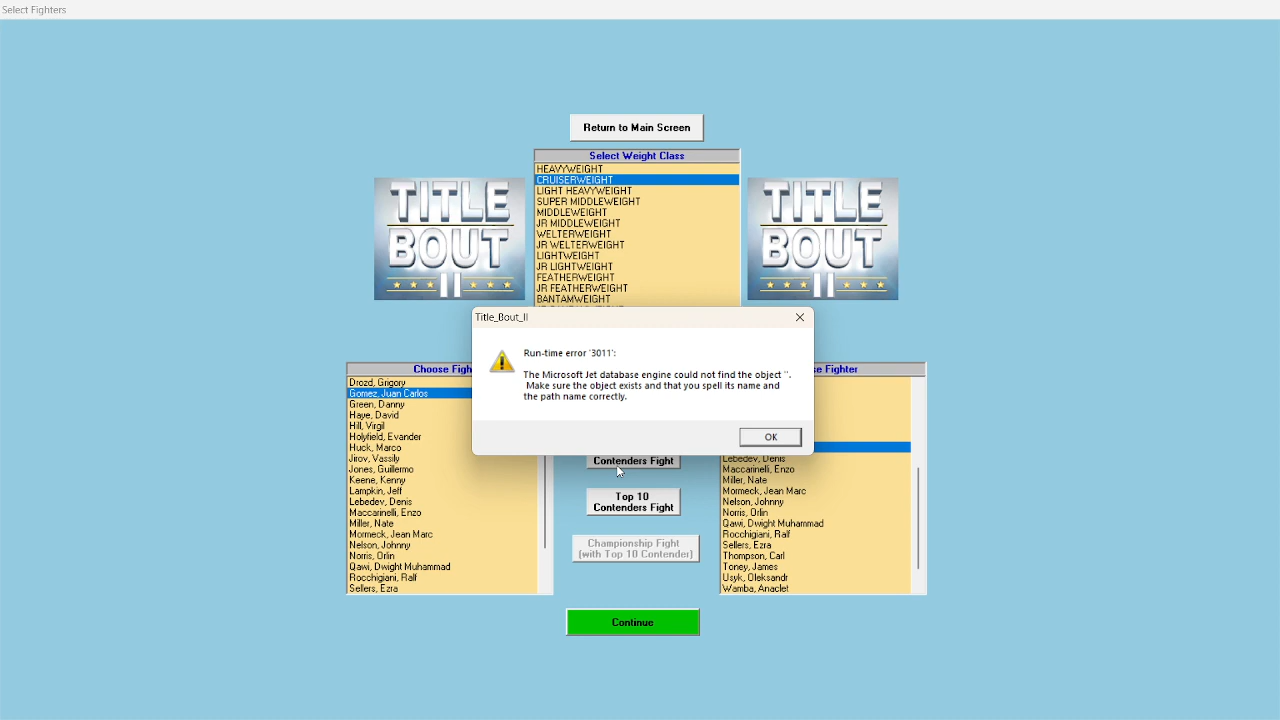 Select Fighters
Return to Main Screen
Select Weight Class
HEAVYWEIGHT
CRUISERWEIGHT
LIGHT HEAVYWEIGHT
SUPER MIDDLEWEIGHT
MIDDLEWEIGHT
JR MIDDLEWEIGHT
WELTERWEIGHT
JR WELTERWEIGHT
LIGHTWEIGHT
JR LIGHTWEIGHT
FEATHERWEIGHT
JR FEATHERWEIGHT
BANTAMWEIGHT
TITLE
BOUT
II
TITLE
BOUT
II
Title_Bout_II
Run-time error '3011':
The Microsoft Jet database engine could not find the object ''.
Make sure the object exists and that you spell its name and
the path name correctly.
OK
Choose Figh
Drozd, Grigory
Gomez, Juan Carlos
Green, Danny
Haye, David
Hill, Virgil
Holyfield, Evander
Huck, Marco
Jirov, Vassily
Jones, Guillermo
Keene, Kenny
Lampkin, Jeff
Lebedev, Denis
Maccarinelli, Enzo
Miller, Nate
Mormeck, Jean Marc
Nelson, Johnny
Norris, Orlin
Qawi, Dwight Muhammad
Rocchigiani, Ralf
Sellers, Ezra
Contenders Fight
Top 10
Contenders Fight
Championship Fight
(with Top 10 Contender)
Continue
se Fighter
Lebedev, Denis
Maccarinelli, Enzo
Miller, Nate
Mormeck, Jean Marc
Nelson, Johnny
Norris, Orlin
Qawi, Dwight Muhammad
Rocchigiani, Ralf
Sellers, Ezra
Thompson, Carl
Toney, James
Usyk, Oleksandr
Wamba, Anaclet